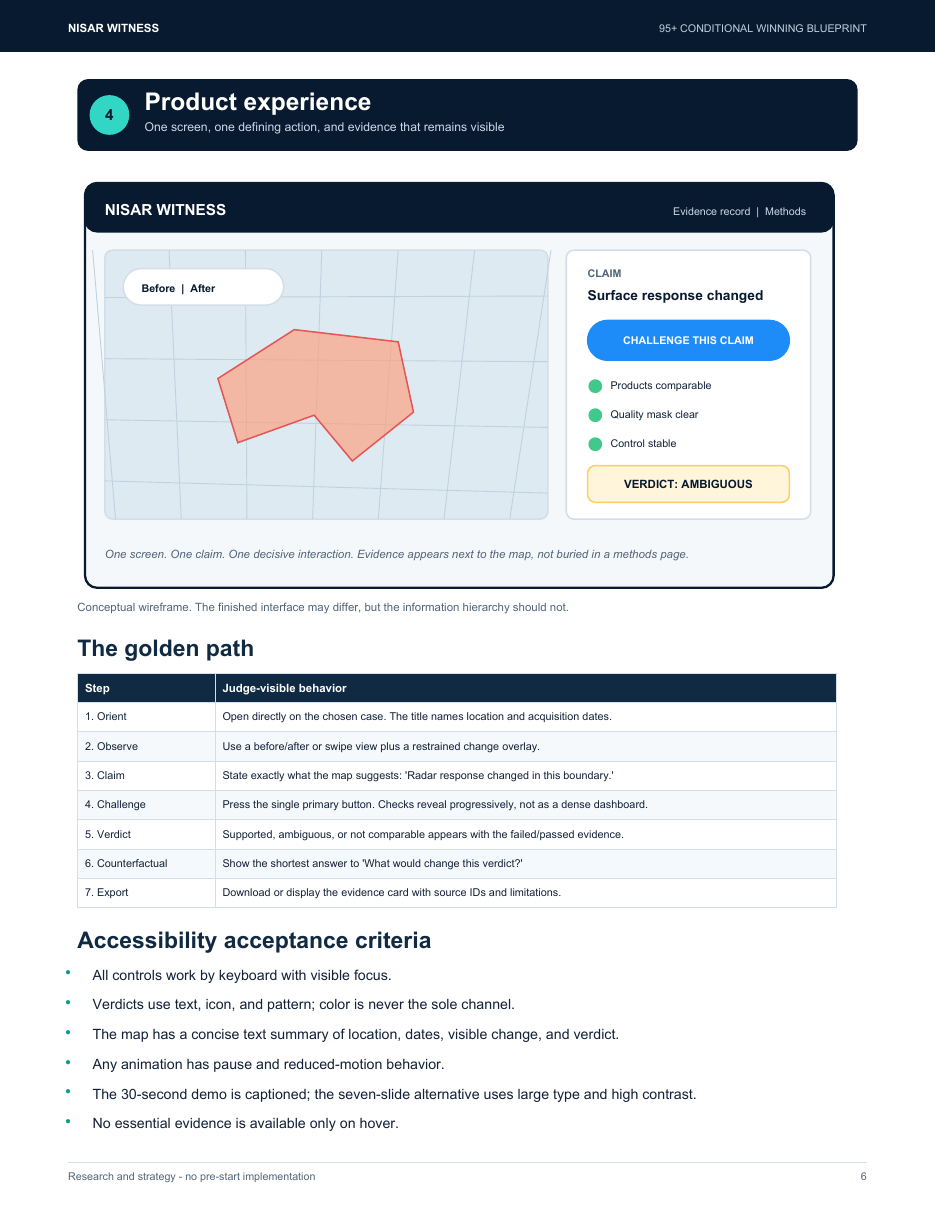 NISAR WITNESS
95+ CONDITIONAL WINNING BLUEPRINT
4
Product experience
One screen, one defining action, and evidence that remains visible
NISAR WITNESS
Evidence record | Methods
Before | After
CLAIM
Surface response changed
CHALLENGE THIS CLAIM
Products comparable
Quality mask clear
Control stable
VERDICT: AMBIGUOUS
One screen. One claim. One decisive interaction. Evidence appears next to the map, not buried in a methods page.
Conceptual wireframe. The finished interface may differ, but the information hierarchy should not.
The golden path
Step Judge-visible behavior
1. Orient Open directly on the chosen case. The title names location and acquisition dates.
2. Observe Use a before/after or swipe view plus a restrained change overlay.
3. Claim State exactly what the map suggests: 'Radar response changed in this boundary.'
4. Challenge Press the single primary button. Checks reveal progressively, not as a dense dashboard.
5. Verdict Supported, ambiguous, or not comparable appears with the failed/passed evidence.
6. Counterfactual Show the shortest answer to 'What would change this verdict?'
7. Export Download or display the evidence card with source IDs and limitations.
Accessibility acceptance criteria
• All controls work by keyboard with visible focus.
• Verdicts use text, icon, and pattern; color is never the sole channel.
• The map has a concise text summary of location, dates, visible change, and verdict.
• Any animation has pause and reduced-motion behavior.
• The 30-second demo is captioned; the seven-slide alternative uses large type and high contrast.
• No essential evidence is available only on hover.
Research and strategy - no pre-start implementation
6